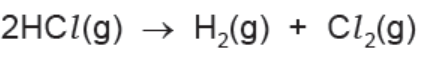 2HCl(g) → H₂(g) + Cl₂(g)